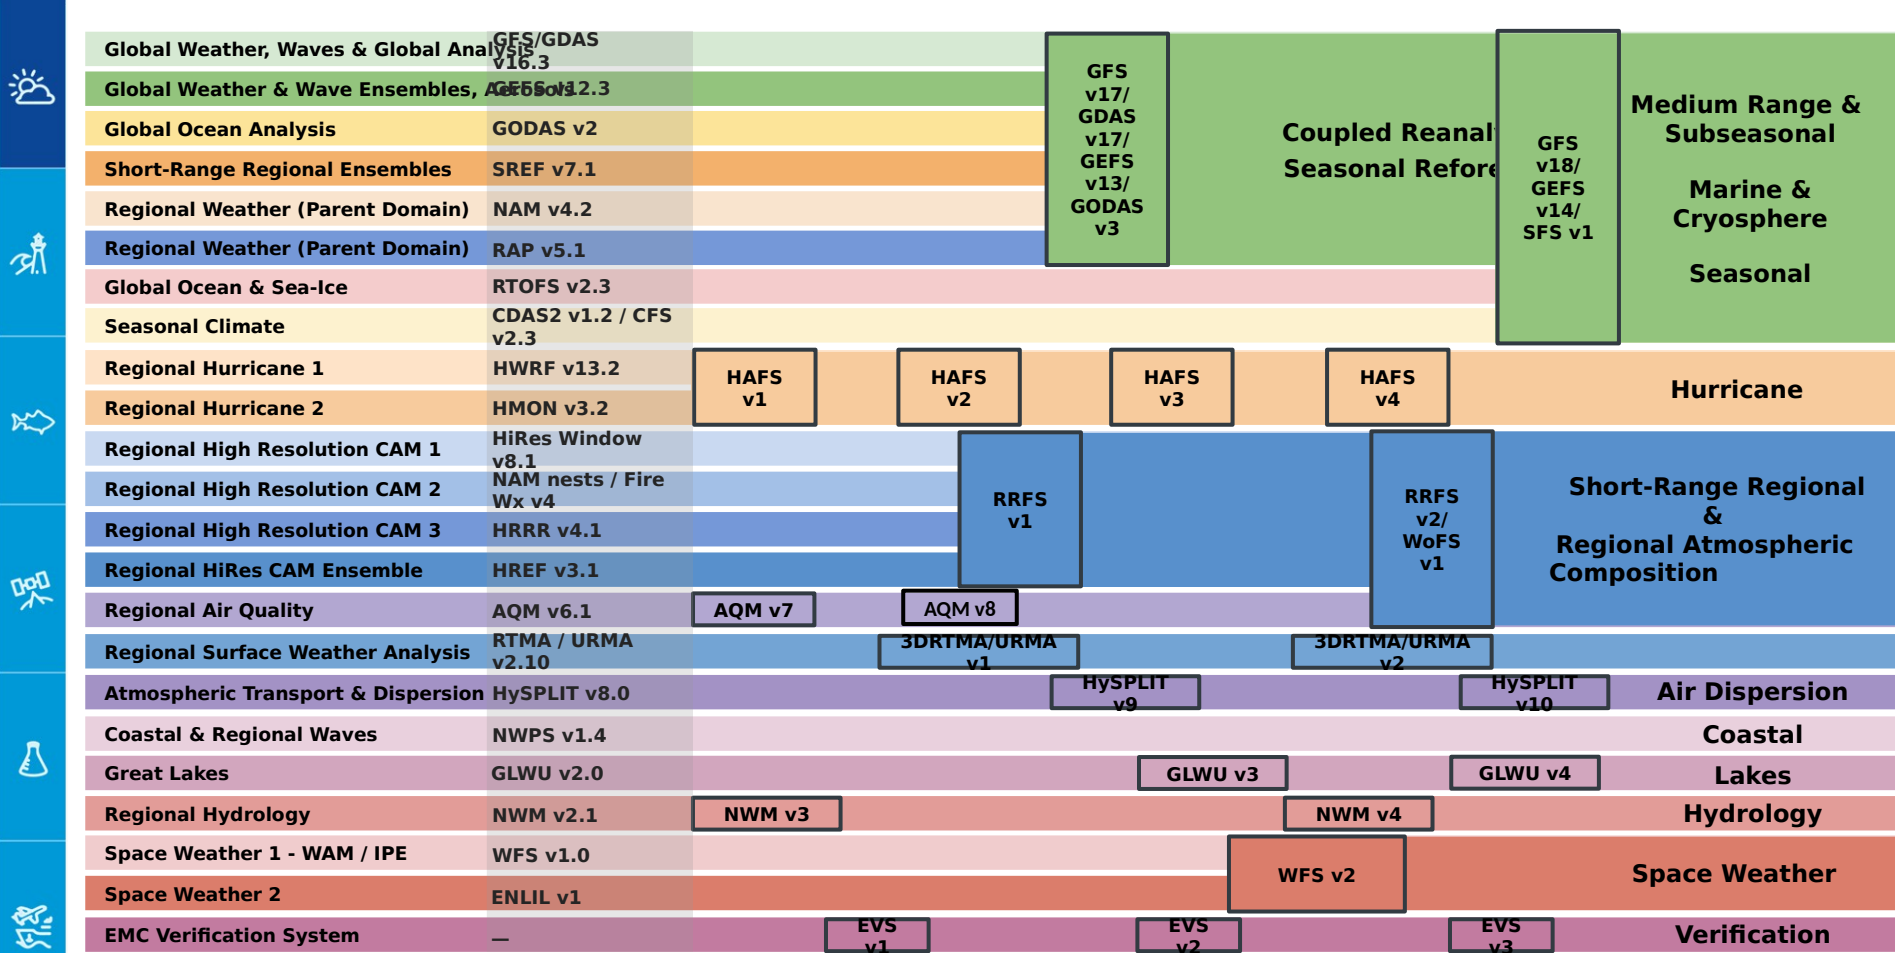 Global Weather, Waves & Global Analysis
GFS/GDAS
v16.3
Global Weather & Wave Ensembles, Aerosols
GEFS v12.3
Global Ocean Analysis
GODAS v2
Short-Range Regional Ensembles
SREF v7.1
Regional Weather (Parent Domain)
NAM v4.2
Regional Weather (Parent Domain)
RAP v5.1
Global Ocean & Sea-Ice
RTOFS v2.3
Seasonal Climate
CDAS2 v1.2 / CFS
v2.3
GFS
v17/
GDAS
v17/
GEFS
v13/
GODAS
v3
Coupled Reanal
Seasonal Refore
GFS
v18/
GEFS
v14/
SFS v1
Medium Range &
Subseasonal
Marine &
Cryosphere
Seasonal
Regional Hurricane 1
HWRF v13.2
Regional Hurricane 2
HMON v3.2
HAFS
v1
HAFS
v2
HAFS
v3
HAFS
v4
Hurricane
Regional High Resolution CAM 1
HiRes Window
v8.1
Regional High Resolution CAM 2
NAM nests / Fire
Wx v4
Regional High Resolution CAM 3
HRRR v4.1
Regional HiRes CAM Ensemble
HREF v3.1
RRFS
v1
RRFS
v2/
WoFS
v1
Short-Range Regional
&
Regional Atmospheric
Composition
Regional Air Quality
AQM v6.1
AQM v7
AQM v8
Regional Surface Weather Analysis
RTMA / URMA
v2.10
3DRTMA/URMA
v1
3DRTMA/URMA
v2
Atmospheric Transport & Dispersion
HySPLIT v8.0
HySPLIT
v9
HySPLIT
v10
Air Dispersion
Coastal & Regional Waves
NWPS v1.4
Coastal
Great Lakes
GLWU v2.0
GLWU v3
GLWU v4
Lakes
Regional Hydrology
NWM v2.1
NWM v3
NWM v4
Hydrology
Space Weather 1 - WAM / IPE
WFS v1.0
Space Weather 2
ENLIL v1
WFS v2
Space Weather
EMC Verification System
—
EVS
v1
EVS
v2
EVS
v3
Verification